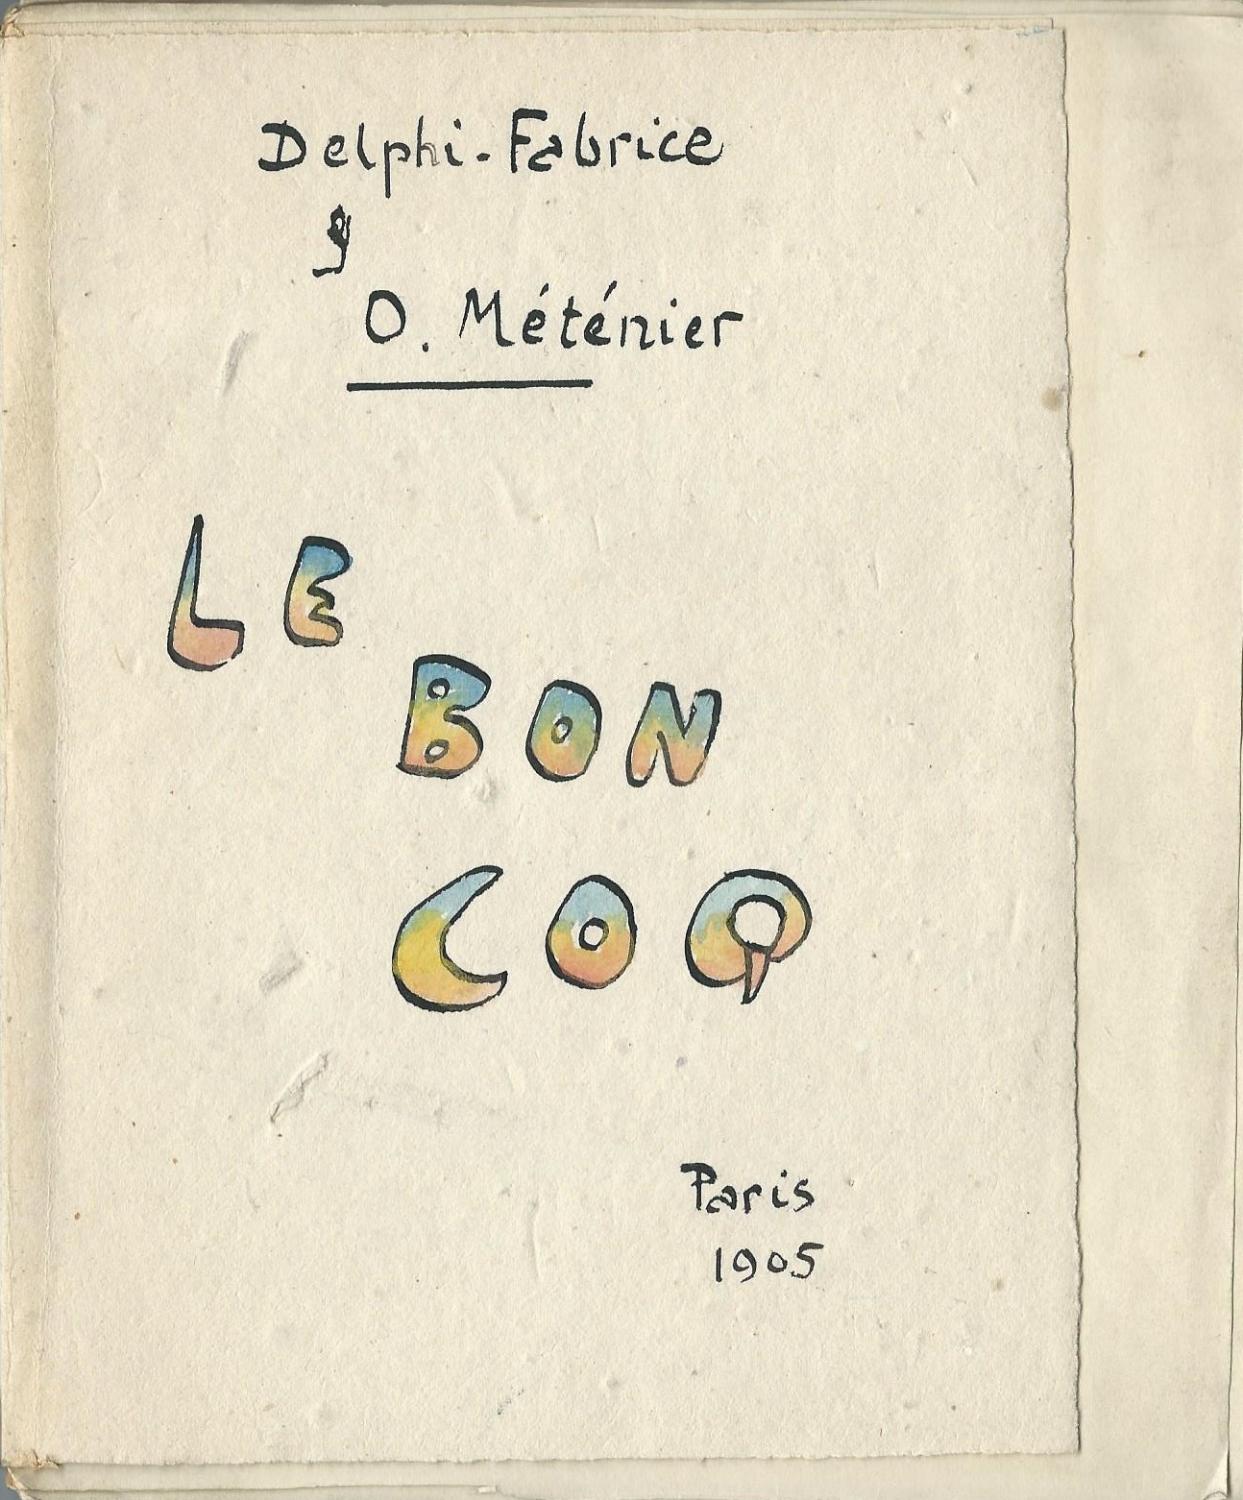 Delphi-Fabrice
&
O. Méténier
LE
BON
COQ
Paris
1905